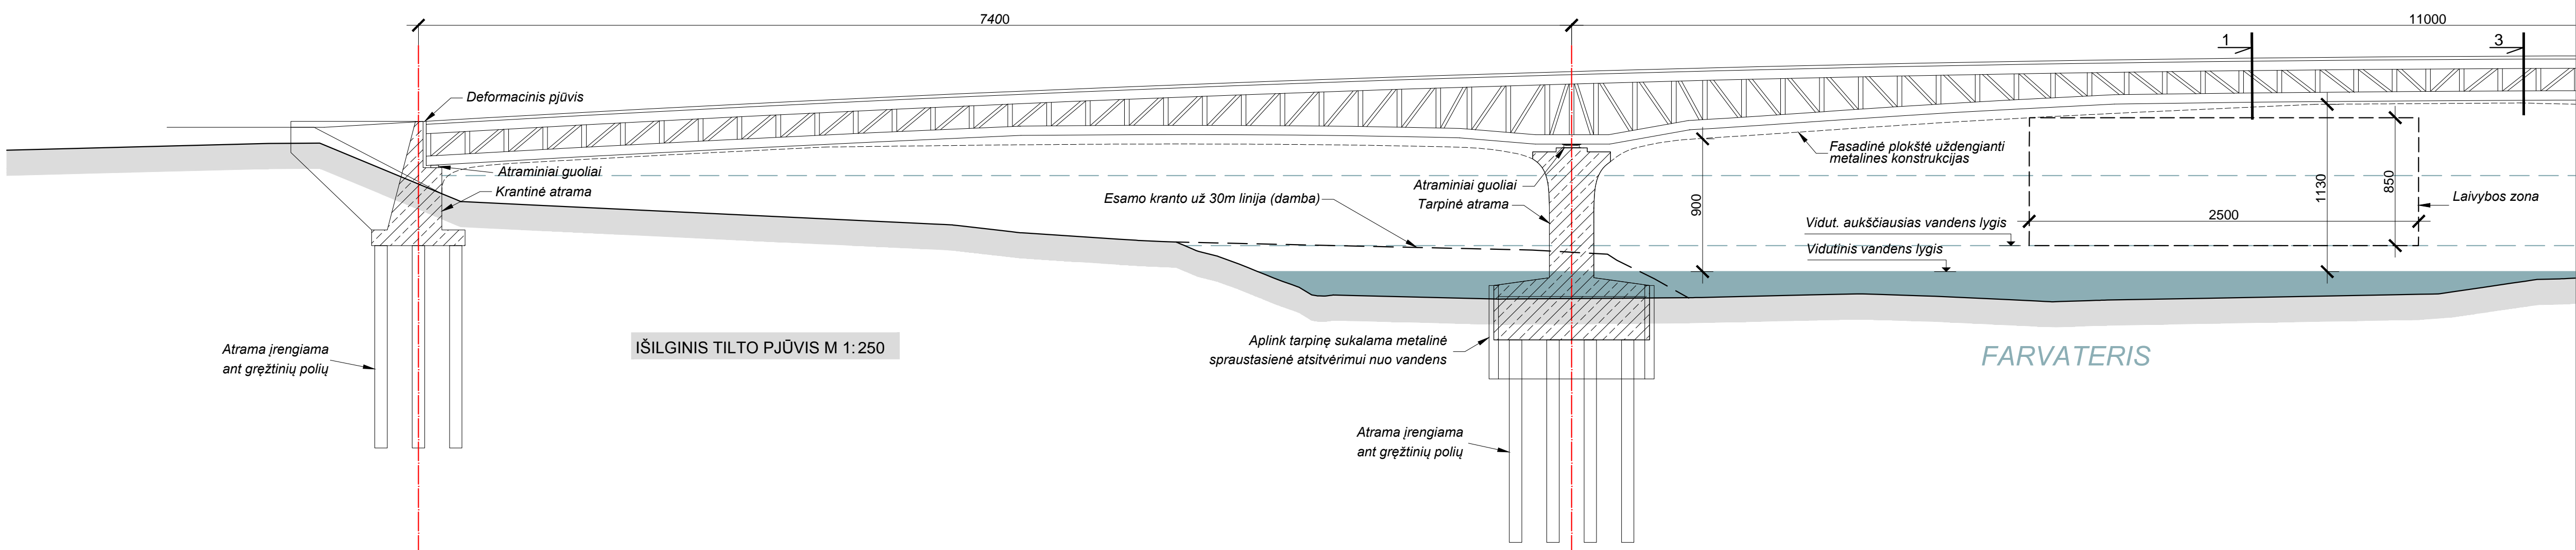 7400
11000
1
3
Deformacinis pjūvis
Atraminiai guoliai
Krantinė atrama
Esamo kranto už 30m linija (damba)
Atraminiai guoliai
Tarpinė atrama
900
Fasadinė plokštė uždengianti
metalines konstrukcijas
1130
850
2500
Laivybos zona
Vidut. aukščiausias vandens lygis
Vidutinis vandens lygis
Atrama įrengiama
ant gręžtinių polių
IŠILGINIS TILTO PJŪVIS M 1:250
Aplink tarpinę sukalama metalinė
spraustasienė atsitvėrimui nuo vandens
FARVATERIS
Atrama įrengiama
ant gręžtinių polių